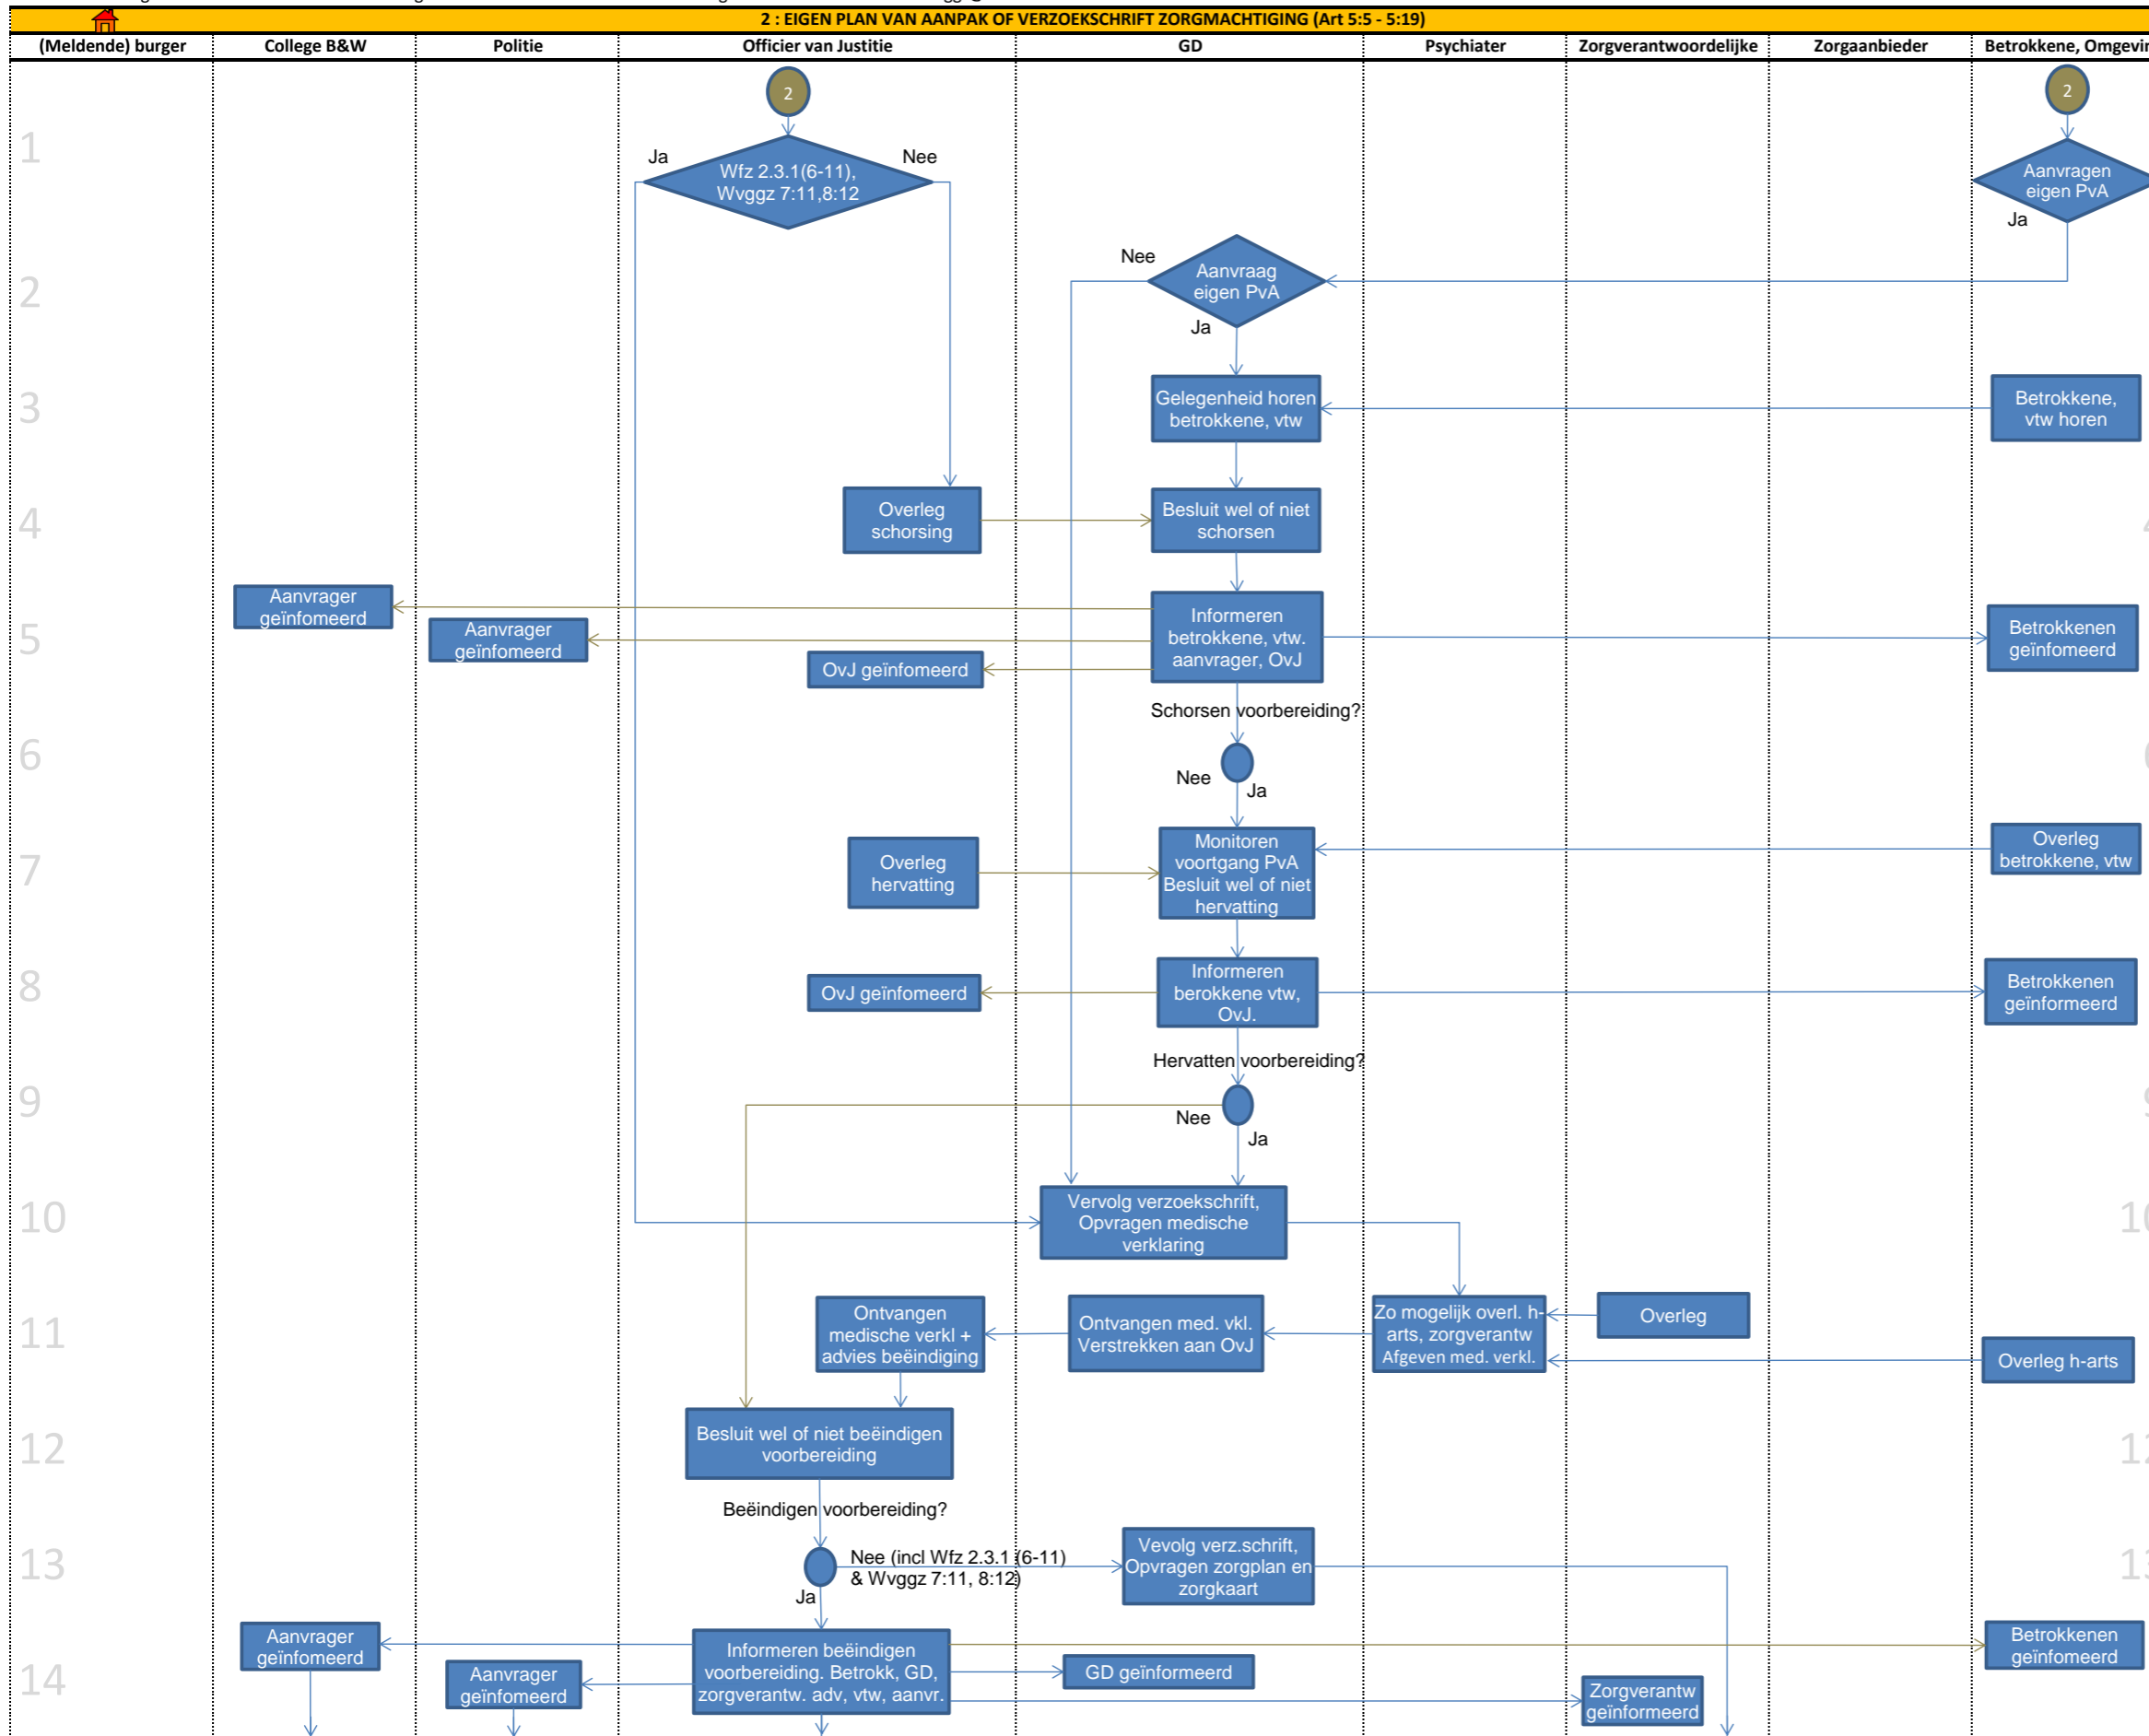 2 : EIGEN PLAN VAN AANPAK OF VERZOEKSCHRIFT ZORGMACHTIGING (Art 5:5 - 5:19)
(Meldende) burger
College B&W
Politie
Officier van Justitie
GD
Psychiater
Zorgverantwoordelijke
Zorgaanbieder
Betrokkene, Omgevin
2
2
1
Ja
Wfz 2.3.1(6-11),
Wvggz 7:11,8:12
Nee
Aanvragen
eigen PvA
Ja
2
Nee
Aanvraag
eigen PvA
Ja
3
Gelegenheid horen
betrokkene, vtw
Betrokkene,
vtw horen
4
Overleg
schorsing
Besluit wel of niet
schorsen
5
Aanvrager
geïnfomeerd
Aanvrager
geïnfomeerd
OvJ geïnfomeerd
Informeren
betrokkene, vtw.
aanvrager, OvJ
Betrokkenen
geïnfomeerd
Schorsen voorbereiding?
6
Nee
Ja
7
Overleg
hervatting
Monitoren
voortgang PvA
Besluit wel of niet
hervatting
Overleg
betrokkene, vtw
8
OvJ geïnfomeerd
Informeren
berokkene vtw,
OvJ.
Betrokkenen
geïnformeerd
Hervatten voorbereiding?
9
Nee
Ja
10
Vervolg verzoekschrift,
Opvragen medische
verklaring
10
11
Ontvangen
medische verkl +
advies beëindiging
Ontvangen med. vkl.
Verstrekken aan OvJ
Zo mogelijk overl. h-
arts, zorgverantw
Afgeven med. verkl.
Overleg
Overleg h-arts
12
Besluit wel of niet beëindigen
voorbereiding
12
Beëindigen voorbereiding?
13
Nee (incl Wfz 2.3.1 (6-11)
& Wvggz 7:11, 8:12)
Ja
Vevolg verz.schrift,
Opvragen zorgplan en
zorgkaart
13
14
Aanvrager
geïnfomeerd
Aanvrager
geïnfomeerd
Informeren beëindigen
voorbereiding. Betrokk, GD,
zorgverantw. adv, vtw, aanvr.
GD geïnformeerd
Zorgverantw
geïnformeerd
Betrokkenen
geïnfomeerd